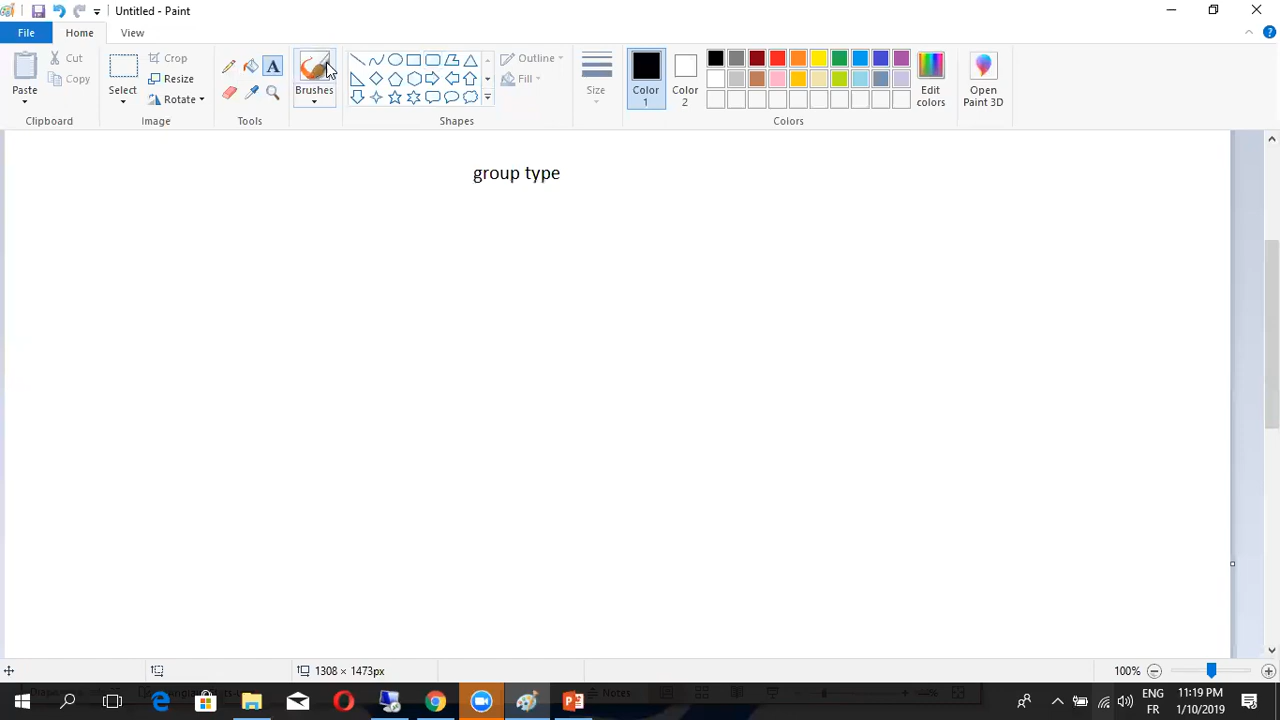 Untitled - Paint
File
Home
View
Paste
Cut
Copy
Clipboard
Select
Crop
Resize
Rotate
Image
A
Tools
Brushes
Outline
Fill
Shapes
Size
Color 1
Color 2
Edit colors
Colors
Open Paint 3D
group type
1308 × 1473px
100%
Notes
ENG
FR
11:19 PM
1/10/2019